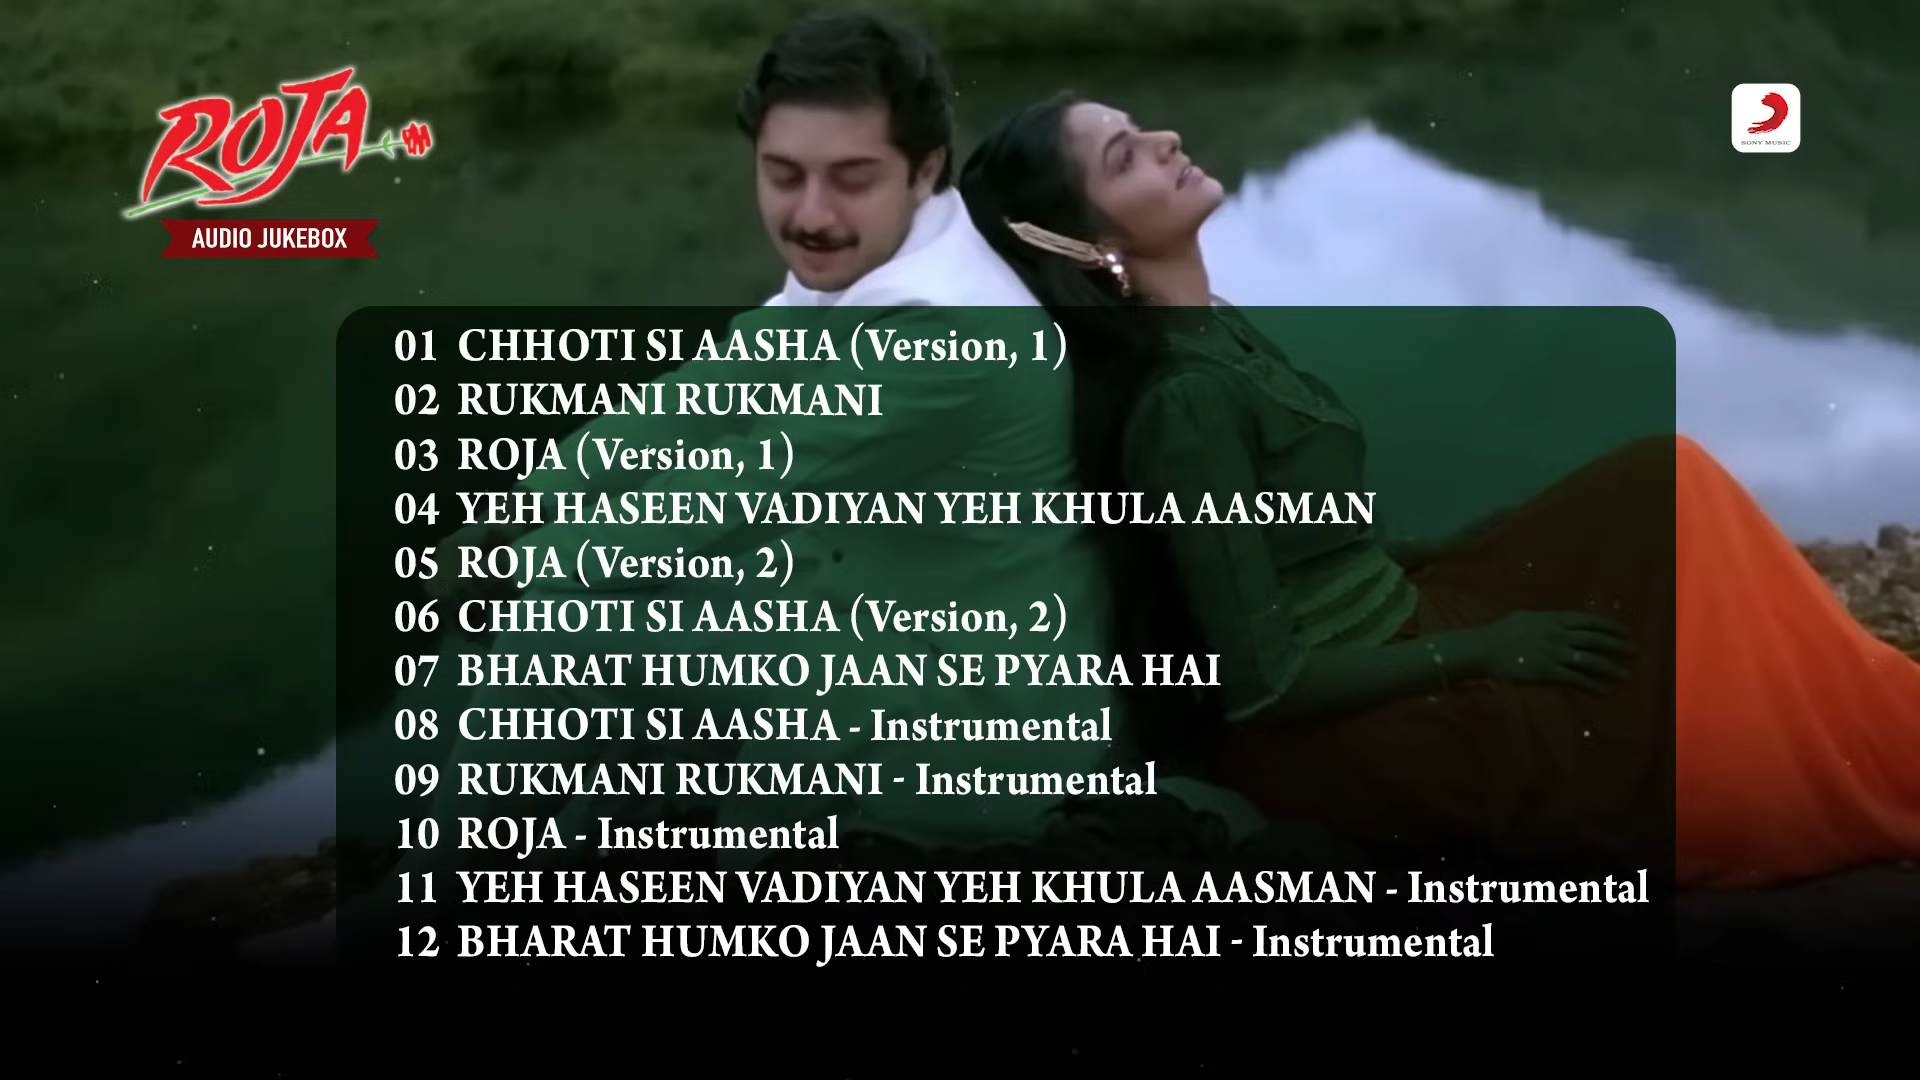 ROJA
AUDIO JUKEBOX
SONY MUSIC
01 CHHOTI SI AASHA (Version, 1)
02 RUKMANI RUKMANI
03 ROJA (Version, 1)
04 YEH HASEEN VADIYAN YEH KHULA AASMAN
05 ROJA (Version, 2)
06 CHHOTI SI AASHA (Version, 2)
07 BHARAT HUMKO JAAN SE PYARA HAI
08 CHHOTI SI AASHA - Instrumental
09 RUKMANI RUKMANI - Instrumental
10 ROJA - Instrumental
11 YEH HASEEN VADIYAN YEH KHULA AASMAN - Instrumental
12 BHARAT HUMKO JAAN SE PYARA HAI - Instrumental